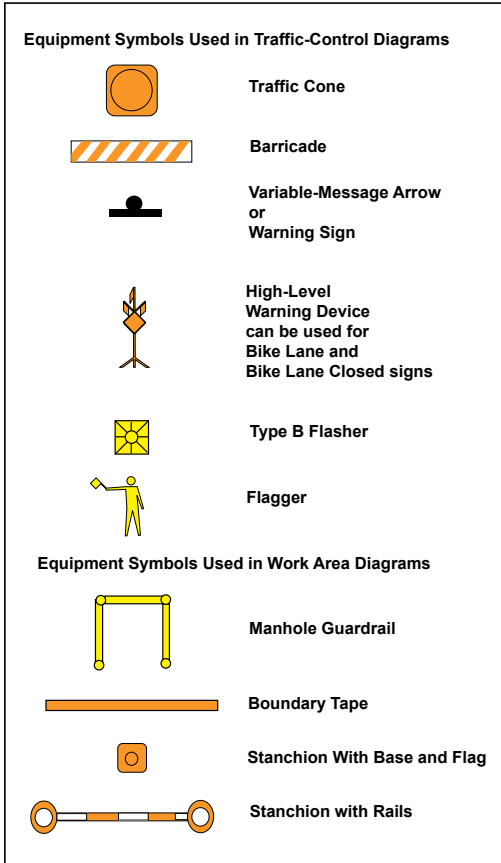 Equipment Symbols Used in Traffic-Control Diagrams
Traffic Cone
Barricade
Variable-Message Arrow
or
Warning Sign
High-Level
Warning Device
can be used for
Bike Lane and
Bike Lane Closed signs
Type B Flasher
Flagger
Equipment Symbols Used in Work Area Diagrams
Manhole Guardrail
Boundary Tape
Stanchion With Base and Flag
Stanchion with Rails